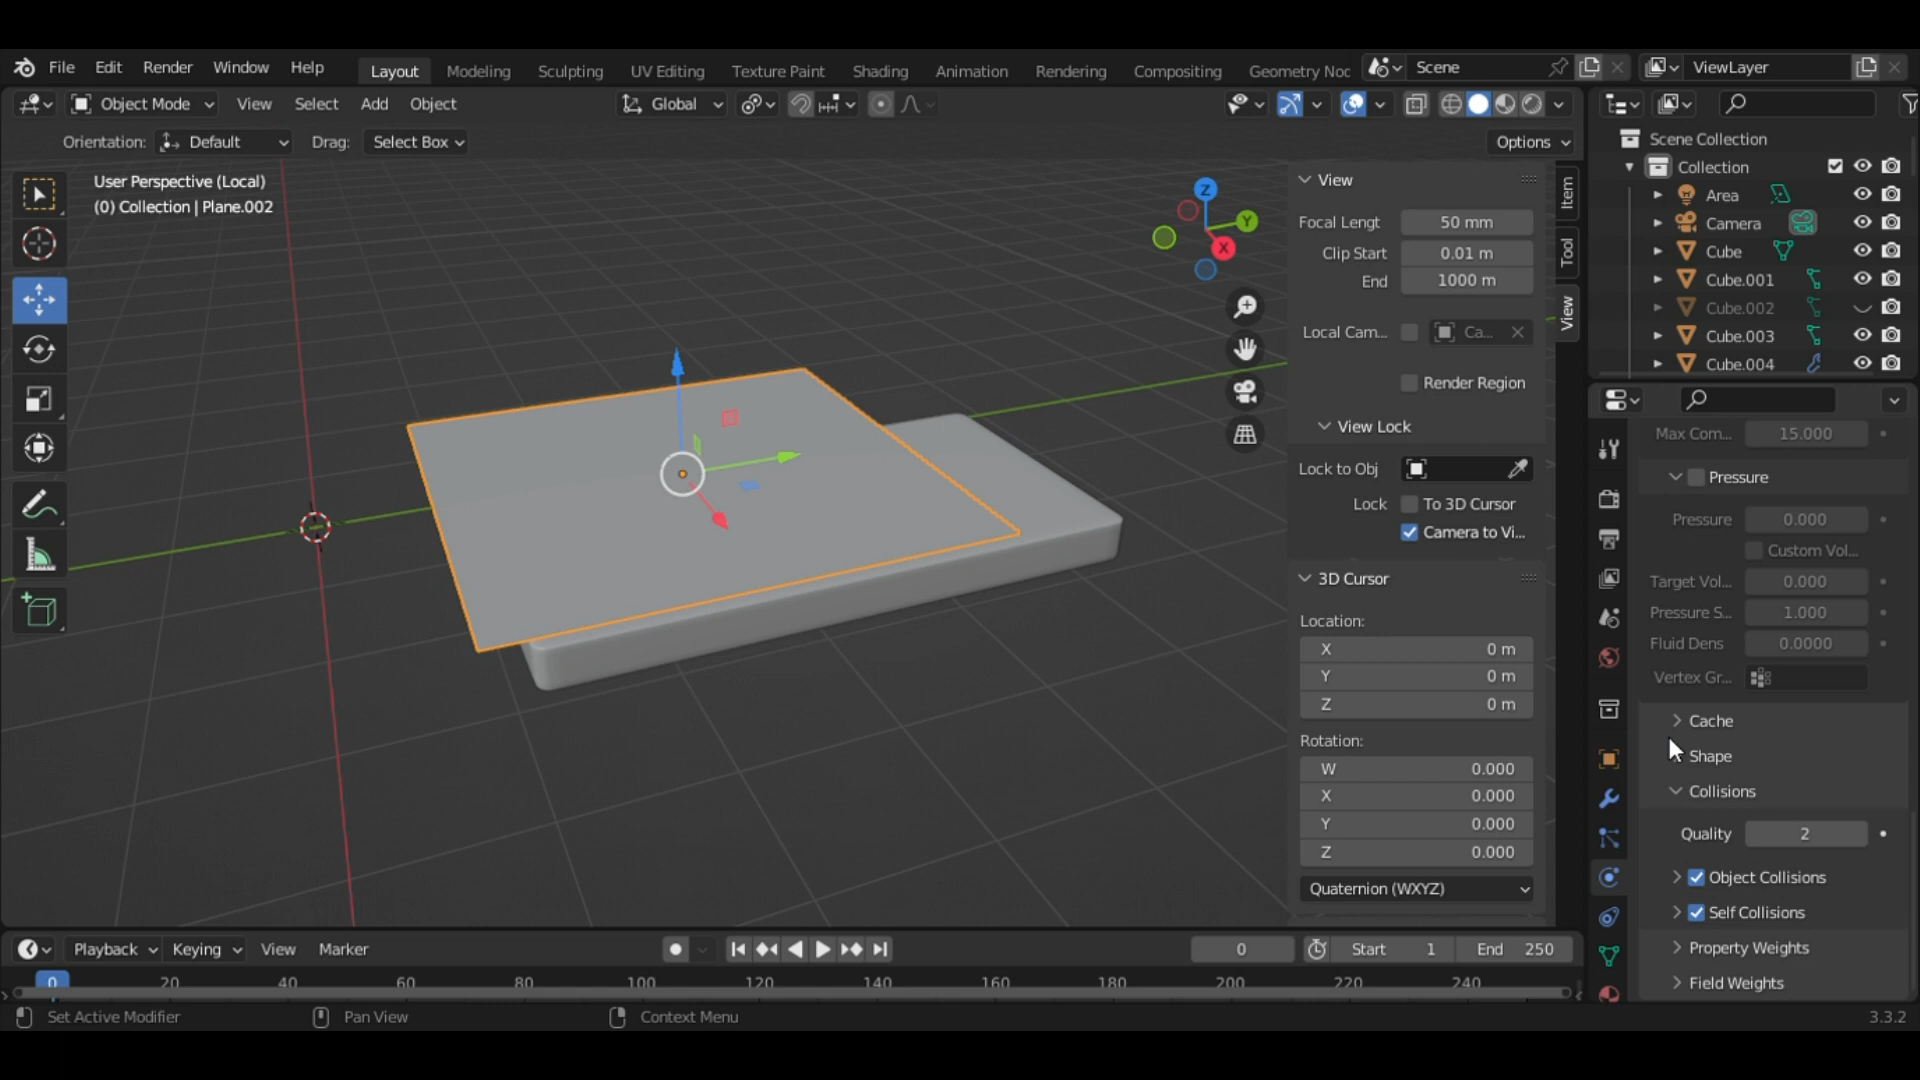 File Edit Render Window Help Layout Modeling Sculpting UV Editing Texture Paint Shading Animation Rendering Compositing Geometry Noc Scene ViewLayer
Object Mode View Select Add Object Global
Orientation: Default Drag: Select Box Options
User Perspective (Local)
(0) Collection | Plane.002
Z
Y
X
View
Focal Lengt 50 mm
Clip Start 0.01 m
End 1000 m
Local Cam... Ca...
Render Region
View Lock
Lock to Obj
Lock To 3D Cursor
Camera to Vi...
3D Cursor
Location:
X 0 m
Y 0 m
Z 0 m
Rotation:
W 0.000
X 0.000
Y 0.000
Z 0.000
Quaternion (WXYZ)
Item
Tool
View
Scene Collection
Collection
Area
Camera
Cube
Cube.001
Cube.002
Cube.003
Cube.004
Max Com... 15.000
Pressure
Pressure 0.000
Custom Vol...
Target Vol... 0.000
Pressure S... 1.000
Fluid Dens 0.0000
Vertex Gr...
Cache
Shape
Collisions
Quality 2
Object Collisions
Self Collisions
Property Weights
Field Weights
Playback Keying View Marker 0 Start 1 End 250
0 20 40 60 80 100 120 140 160 180 200 220 240
Set Active Modifier Pan View Context Menu 3.3.2